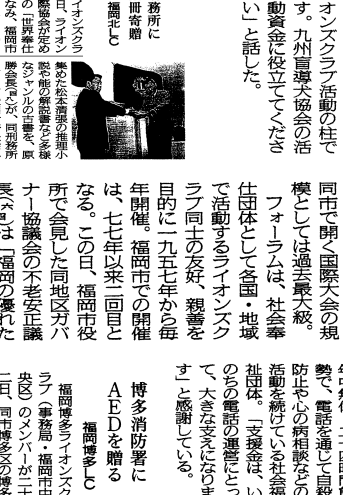 オンズクラブ活動の柱で
す。九州盲導犬協会の活
動資金に役立ててくださ
い」と話した。
務所に
冊寄贈
福岡北LC
イオンズクラ
日、ライオン
際協会が定め
の「世界奉仕
なみ、福岡市
集めた松本清張の推理小
説や能の解説書など多様
なジャンルの古書を、原
勝会長が、同刑務所
同市で開く国際大会の規
模としては過去最大級。
フォーラムは、社会奉
仕団体として各国・地域
で活動するライオンズク
ラブ同士の友好、親善を
目的に一九五七年から毎
年開催。福岡市での開催
は、七七年以来二回目と
なる。この日、福岡市役
所で会見した同地区ガバ
ナー協議会の不老安正議
長は「福岡の優れた
勢で、電話を通じて自殺
防止や心の病相談などの
活動を続けている社会福
祉団体。「支援金は、い
のちの電話の運営にとっ
て、大きな支えになりま
す」と感謝している。
博多消防署に
AEDを贈る
福岡博多LC
福岡博多ライオンズク
ラブ(事務局・福岡市中
央区)のメンバーが二十
二日、同市博多区の博多